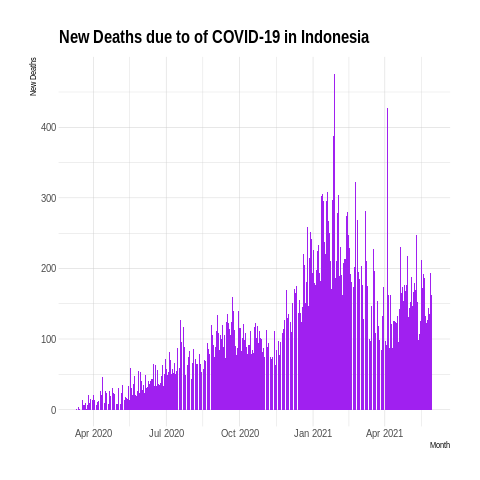 New Deaths due to of COVID-19 in Indonesia
New Deaths
400
300
200
100
0
Apr 2020 Jul 2020 Oct 2020 Jan 2021 Apr 2021
Month